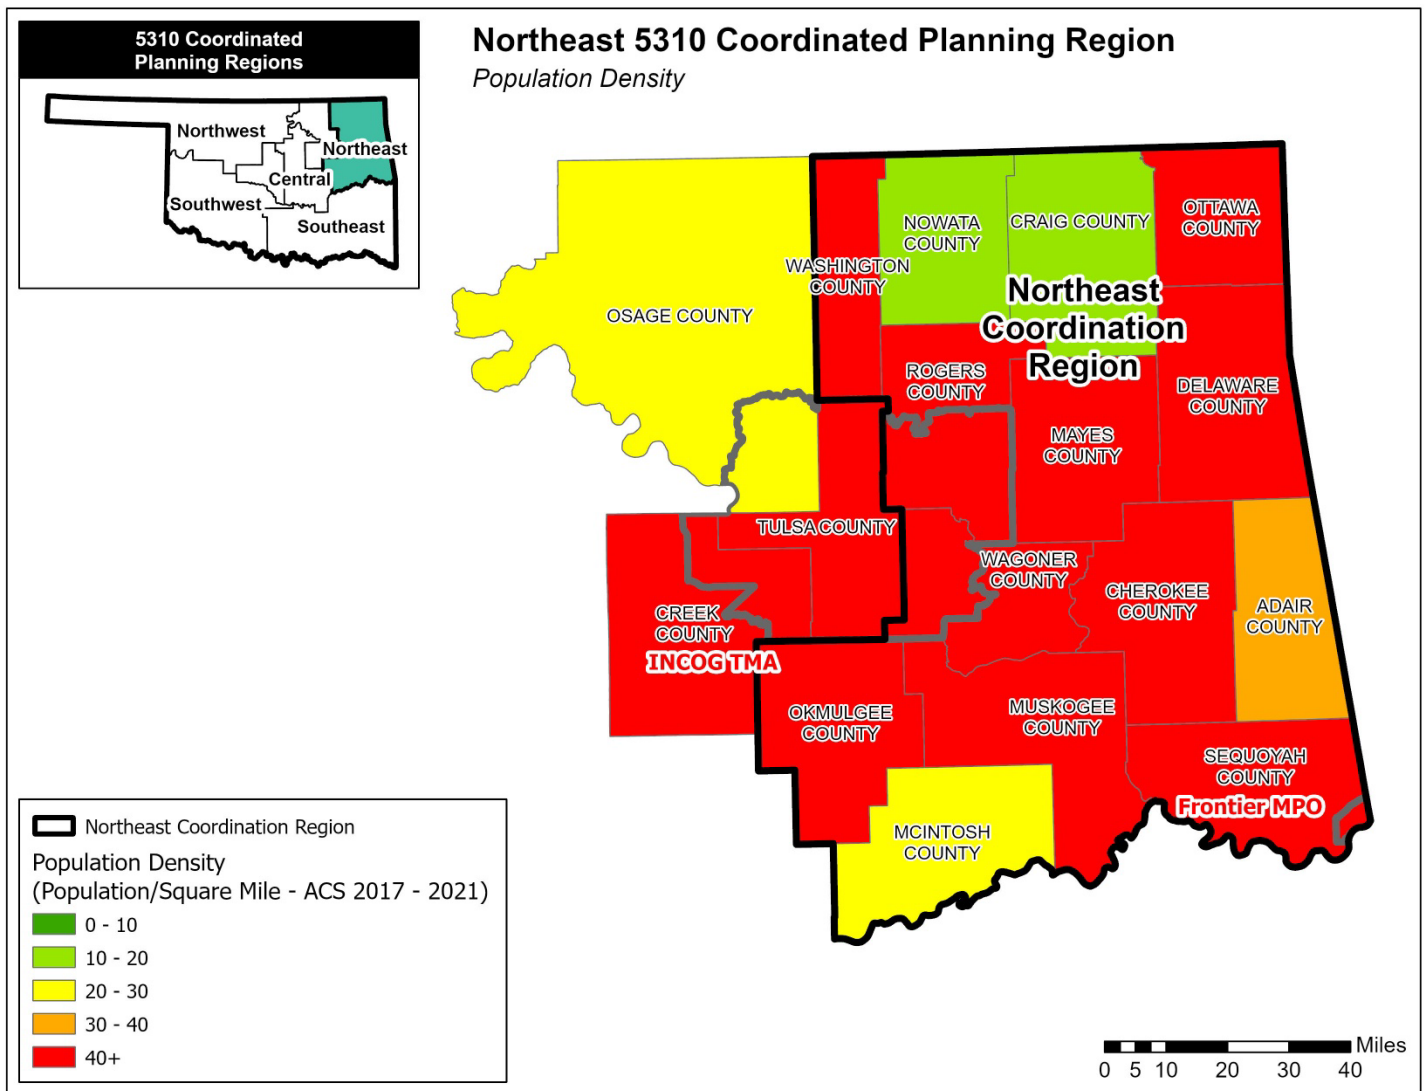 5310 Coordinated
Planning Regions
Northwest
Northeast
Central
Southwest
Southeast
Northeast 5310 Coordinated Planning Region
Population Density
OSAGE COUNTY
WASHINGTON
COUNTY
NOWATA
COUNTY
CRAIG COUNTY
OTTAWA
COUNTY
Northeast
Coordination
Region
ROGERS
COUNTY
DELAWARE
COUNTY
MAYES
COUNTY
TULSA COUNTY
WAGONER
COUNTY
CHEROKEE
COUNTY
ADAIR
COUNTY
CREEK
COUNTY
INCOG TMA
OKMULGEE
COUNTY
MUSKOGEE
COUNTY
SEQUOYAH
COUNTY
Frontier MPO
MCINTOSH
COUNTY
Northeast Coordination Region
Population Density
(Population/Square Mile - ACS 2017 - 2021)
0 - 10
10 - 20
20 - 30
30 - 40
40+
Miles
0 5 10 20 30 40